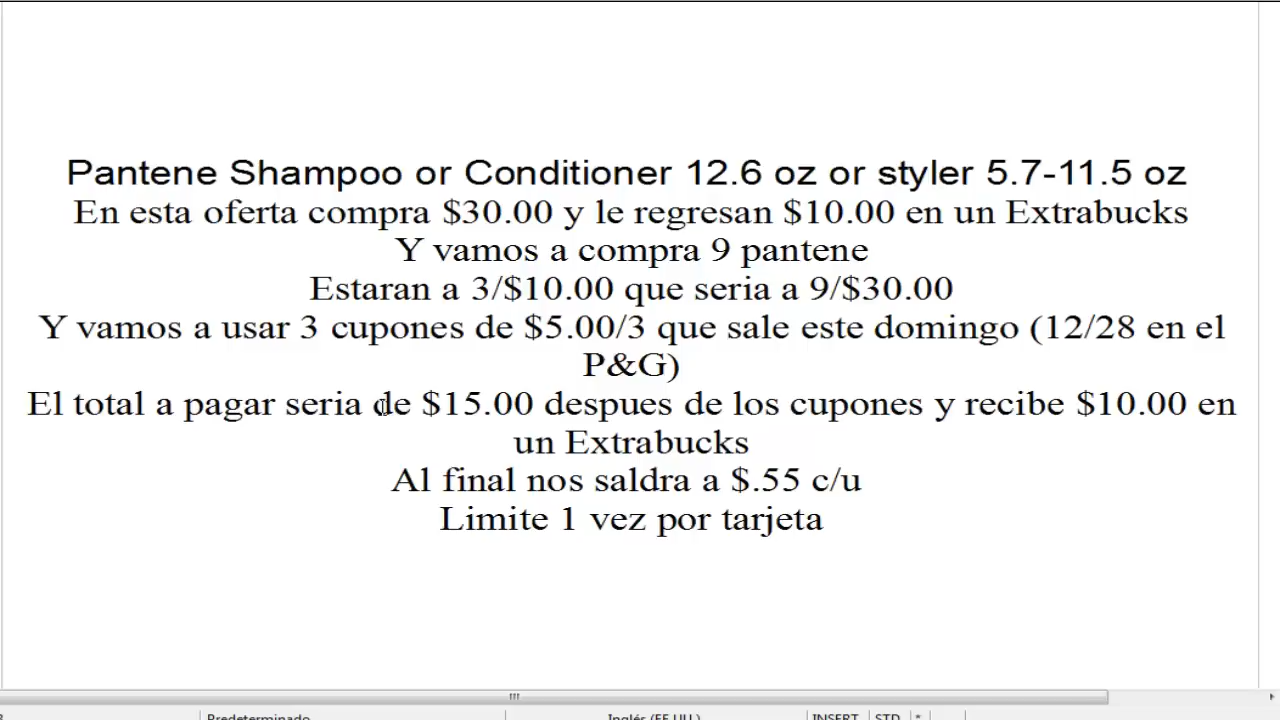 Pantene Shampoo or Conditioner 12.6 oz or styler 5.7-11.5 oz
En esta oferta compra $30.00 y le regresan $10.00 en un Extrabucks
Y vamos a compra 9 pantene
Estaran a 3/$10.00 que seria a 9/$30.00
Y vamos a usar 3 cupones de $5.00/3 que sale este domingo (12/28 en el
P&G)
El total a pagar seria de $15.00 despues de los cupones y recibe $10.00 en
un Extrabucks
Al final nos saldra a $.55 c/u
Limite 1 vez por tarjeta
Predeterminado Inglés (EE.UU.) INSERT STD *